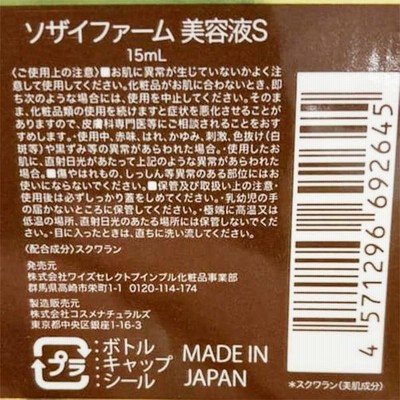 ソザイファーム 美容液S
15mL
〈ご使用上の注意〉■お肌に異常が生じていないかよく注
意して使用してください。化粧品がお肌に合わないとき、即
ち次のような場合には、使用を中止してください。そのま
ま、化粧品類の使用を続けますと症状を悪化させることが
ありますので、皮膚科専門医等にご相談されることをおす
すめします。・使用中、赤味、はれ、かゆみ、刺激、色抜け(白
斑等)や黒ずみ等の異常があらわれた場合。・使用したお
肌に、直射日光があたって上記のような異常があらわれた
場合■傷やはれもの、しっしん等異常のある部位にはお
使いにならないでください。■保管及び取扱い上の注意・
使用後は必ずしっかり蓋をしめてください。・乳幼児の手
の届かないところに保管してください。・極端に高温又は
低温の場所、直射日光のあたる場所には保管しないでくだ
さい。・目に入ったときは、直ちに洗い流してください。
〈配合成分〉スクワラン
発売元
株式会社ワイズセレクトインプル化粧品事業部
群馬県高崎市栄町1-1 0120-114-174
製造販売元
株式会社コスメナチュラルズ
東京都中央区銀座1-16-3
プラ
:ボトル
・キャップ
・シール
MADE IN
JAPAN
4 571296 692645
*スクワラン(美肌成分)